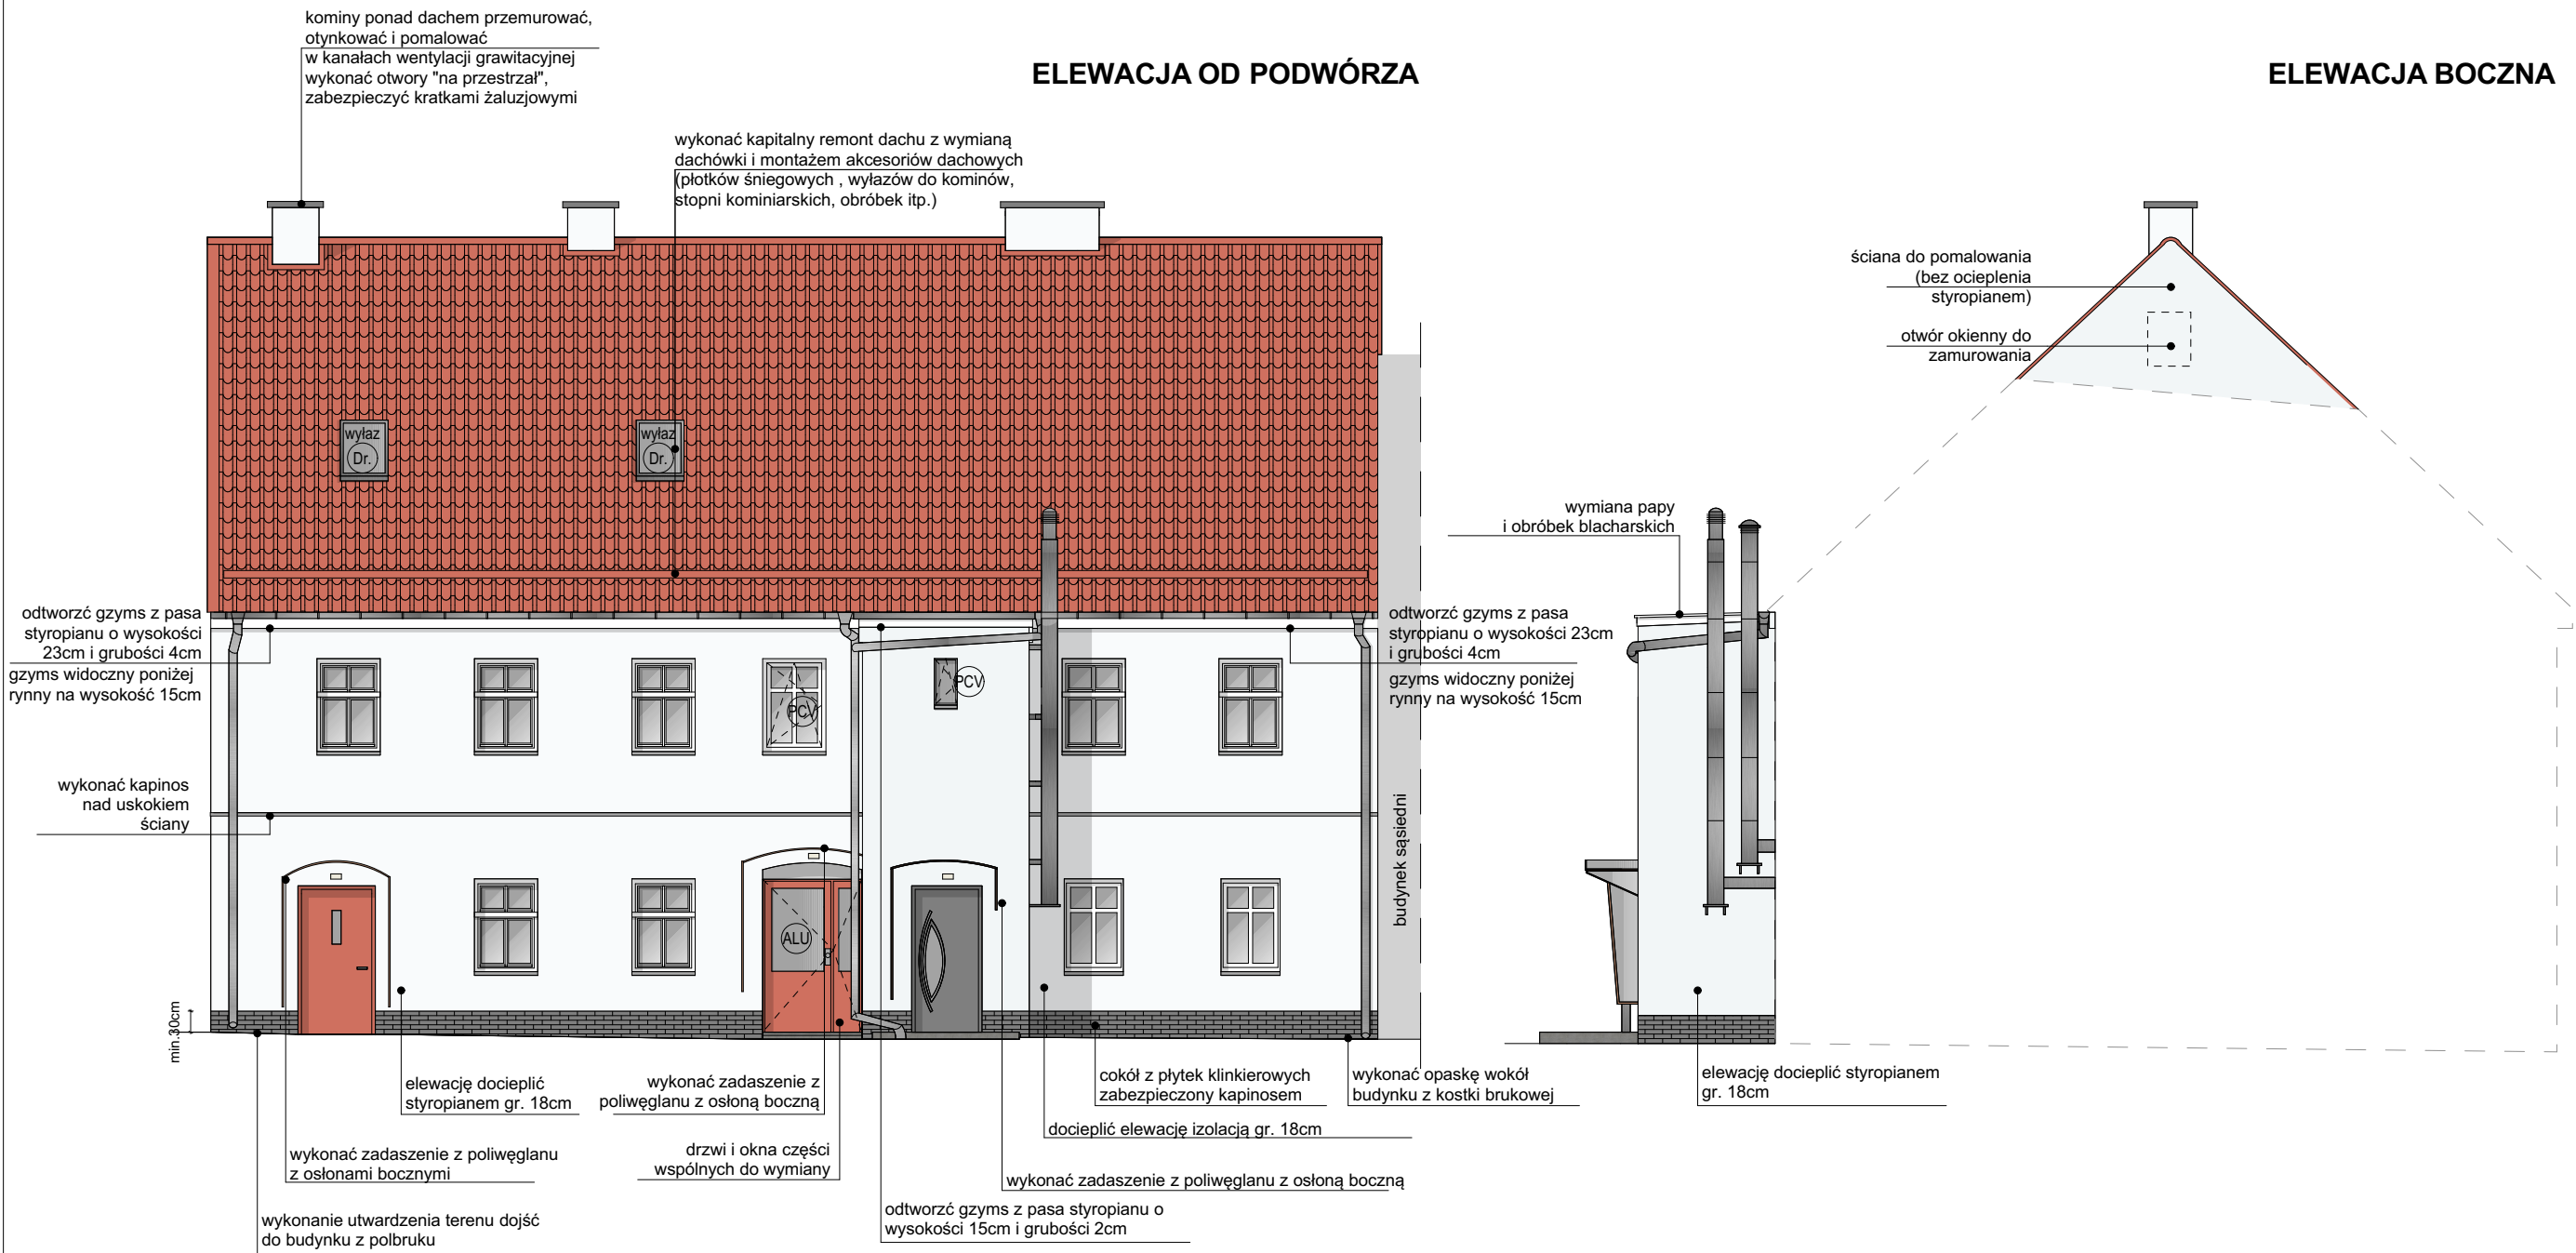 kominy ponad dachem przemurować,
otynkować i pomalować
w kanałach wentylacji grawitacyjnej
wykonać otwory "na przestrzał",
zabezpieczyć kratkami żaluzjowymi
ELEWACJA OD PODWÓRZA
ELEWACJA BOCZNA
wykonać kapitalny remont dachu z wymianą
dachówki i montażem akcesoriów dachowych
(płotków śniegowych , wyłazów do kominów,
stopni kominiarskich, obróbek itp.)
ściana do pomalowania
(bez ocieplenia
styropianem)
otwór okienny do
zamurowania
wyłaz
Dr.
wyłaz
Dr.
wymiana papy
i obróbek blacharskich
odtworzć gzyms z pasa
styropianu o wysokości
23cm i grubości 4cm
gzyms widoczny poniżej
rynny na wysokość 15cm
odtworzć gzyms z pasa
styropianu o wysokości 23cm
i grubości 4cm
gzyms widoczny poniżej
rynny na wysokość 15cm
PCV
PCV
wykonać kapinos
nad uskokiem
ściany
budynek sąsiedni
ALU
min.30cm
elewację docieplić
styropianem gr. 18cm
wykonać zadaszenie z
poliwęglanu z osłoną boczną
cokół z płytek klinkierowych
zabezpieczony kapinosem
wykonać opaskę wokół
budynku z kostki brukowej
elewację docieplić styropianem
gr. 18cm
docieplić elewację izolacją gr. 18cm
wykonać zadaszenie z poliwęglanu
z osłonami bocznymi
drzwi i okna części
wspólnych do wymiany
wykonać zadaszenie z poliwęglanu z osłoną boczną
odtworzć gzyms z pasa styropianu o
wysokości 15cm i grubości 2cm
wykonanie utwardzenia terenu dojść
do budynku z polbruku